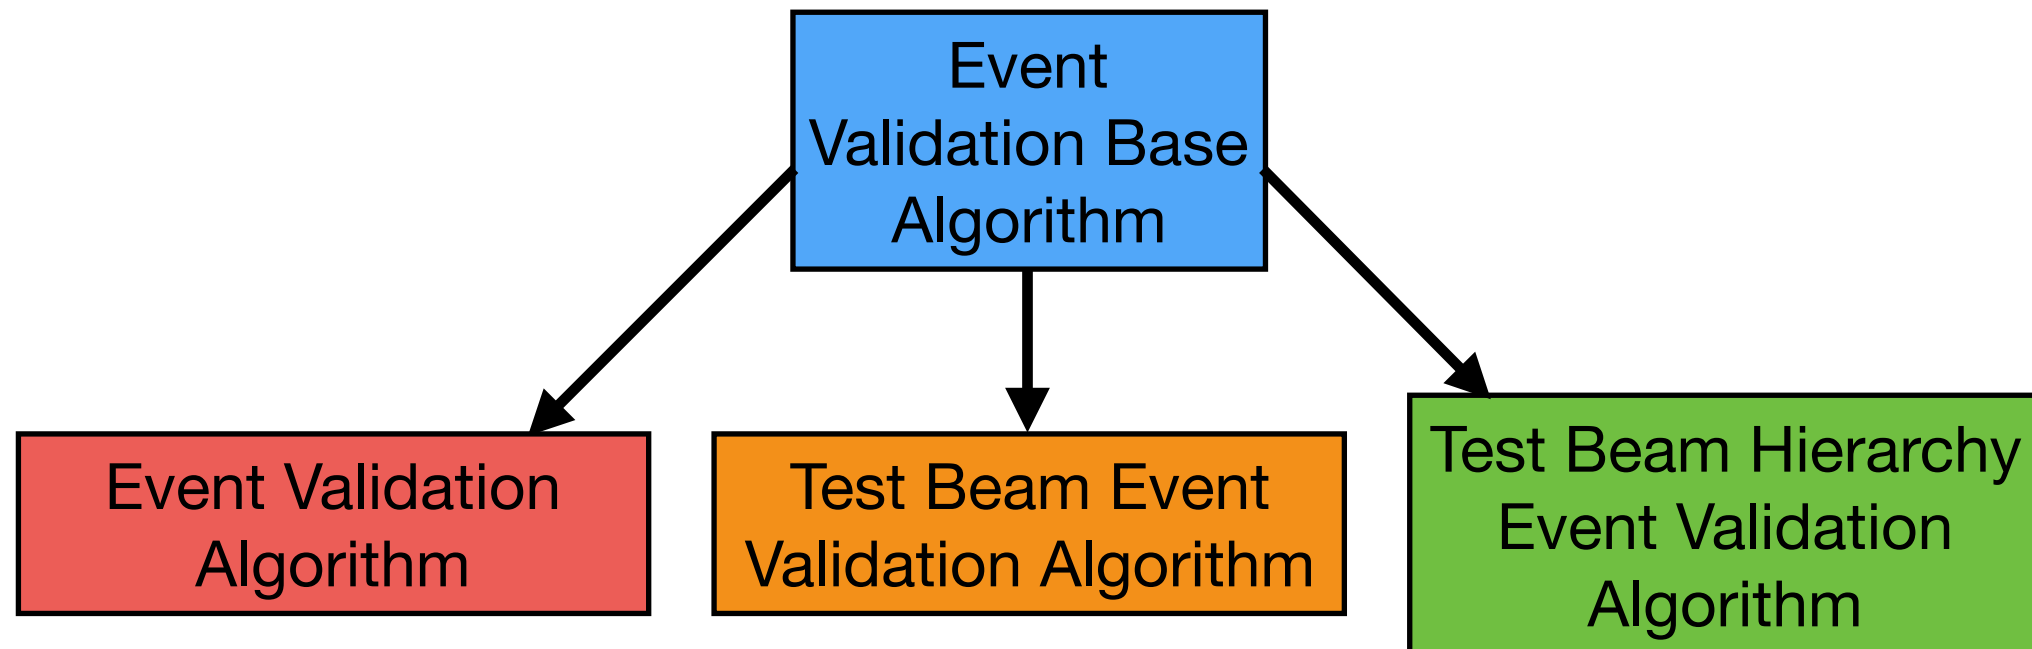 Event
Validation Base
Algorithm
Event Validation
Algorithm
Test Beam Event
Validation Algorithm
Test Beam Hierarchy
Event Validation
Algorithm